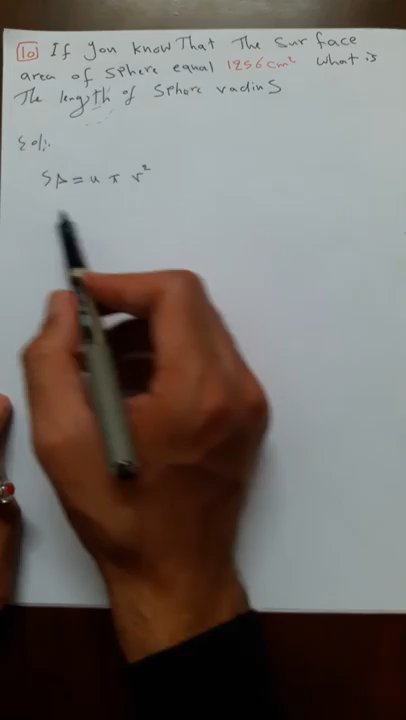 10 If you know That The Surface
area of sphere equal 1256 cm² what is
The length of Sphere radius
Sol:
SA = 4 π r²